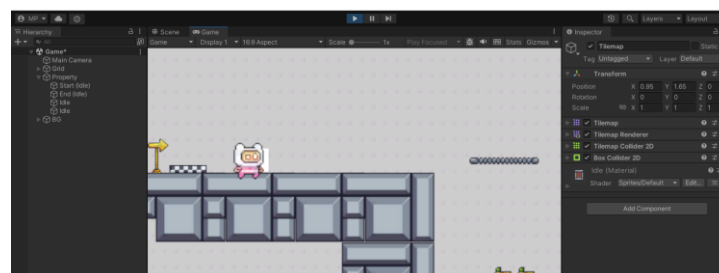 MP
Layers
Layout
Hierarchy
Scene
Game
Inspector
All
Game
Display 1
16:9 Aspect
Scale
1x
Play Focused
Stats
Gizmos
Game*
Main Camera
Grid
Property
Start (Idle)
End (Idle)
Idle
Idle
BG
Tilemap
Static
Tag Untagged
Layer Default
Transform
Position X 0.95 Y 1.65 Z 0
Rotation X 0 Y 0 Z 0
Scale X 1 Y 1 Z 1
Tilemap
Tilemap Renderer
Tilemap Collider 2D
Box Collider 2D
Idle (Material)
Shader Sprites/Default Edit...
Add Component